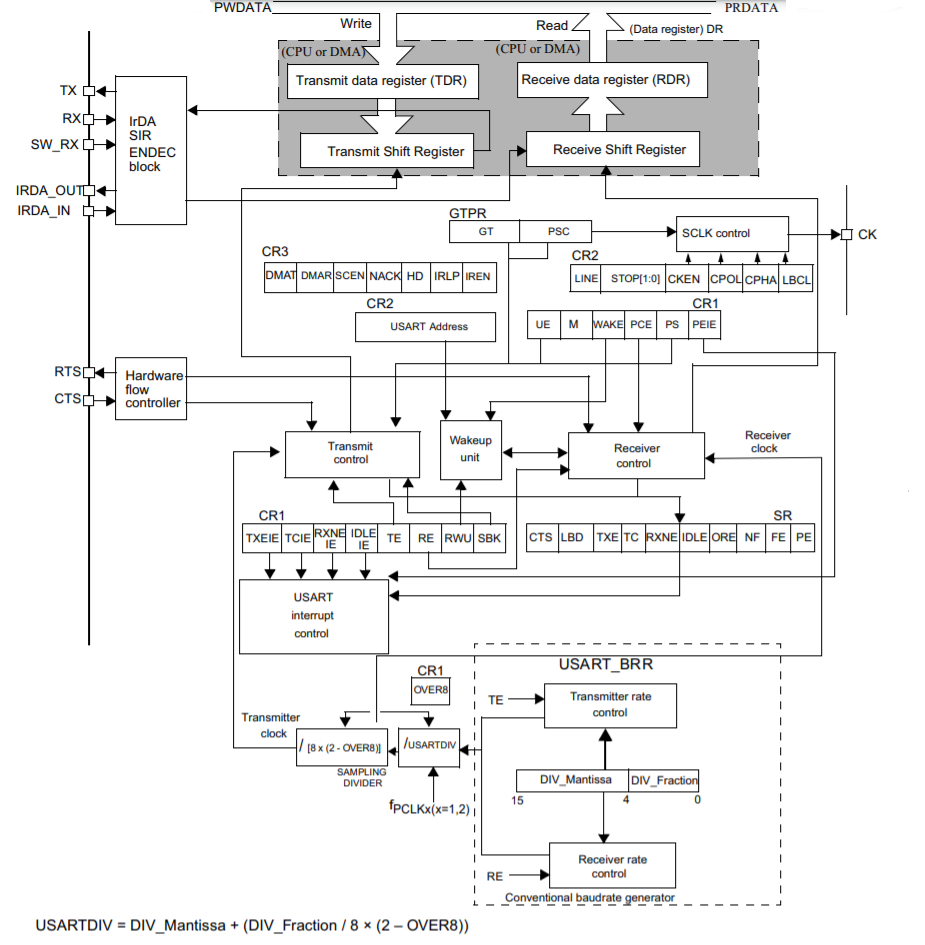 PWDATA
PRDATA
Write
Read
(Data register) DR
(CPU or DMA)
(CPU or DMA)
Transmit data register (TDR)
Receive data register (RDR)
TX
RX
SW_RX
IRDA_OUT
IRDA_IN
IrDA
SIR
ENDEC
block
Transmit Shift Register
Receive Shift Register
GTPR
GT PSC
SCLK control
CK
CR3
DMAT DMAR SCEN NACK HD IRLP IREN
CR2
LINE STOP[1:0] CKEN CPOL CPHA LBCL
CR2
USART Address
CR1
UE M WAKE PCE PS PEIE
RTS
CTS
Hardware
flow
controller
Transmit
control
Wakeup
unit
Receiver
control
Receiver
clock
CR1
TXEIE TCIE RXNE IE IDLE IE TE RE RWU SBK
SR
CTS LBD TXE TC RXNE IDLE ORE NF FE PE
USART
interrupt
control
USART_BRR
CR1
OVER8
TE
Transmitter rate
control
Transmitter
clock
/ [8 x (2 - OVER8)]
/USARTDIV
SAMPLING
DIVIDER
fPCLKx(x=1,2)
DIV_Mantissa DIV_Fraction
15 4 0
Receiver rate
control
RE
Conventional baudrate generator
USARTDIV = DIV_Mantissa + (DIV_Fraction / 8 × (2 – OVER8))